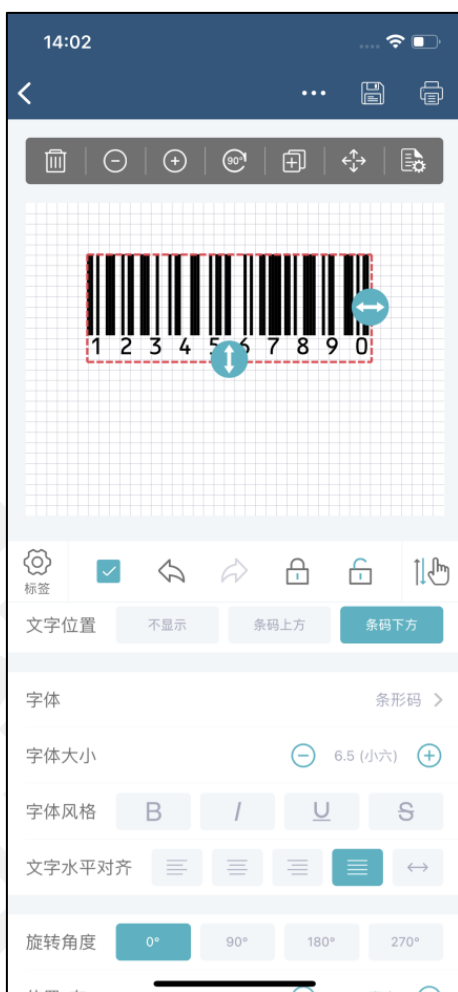 14:02
90°
1 2 3 4 5 6 7 8 9 0
标签
文字位置 不显示 条码上方 条码下方
字体 条形码
字体大小 6.5 (小六)
字体风格 B I U S
文字水平对齐
旋转角度 0° 90° 180° 270°